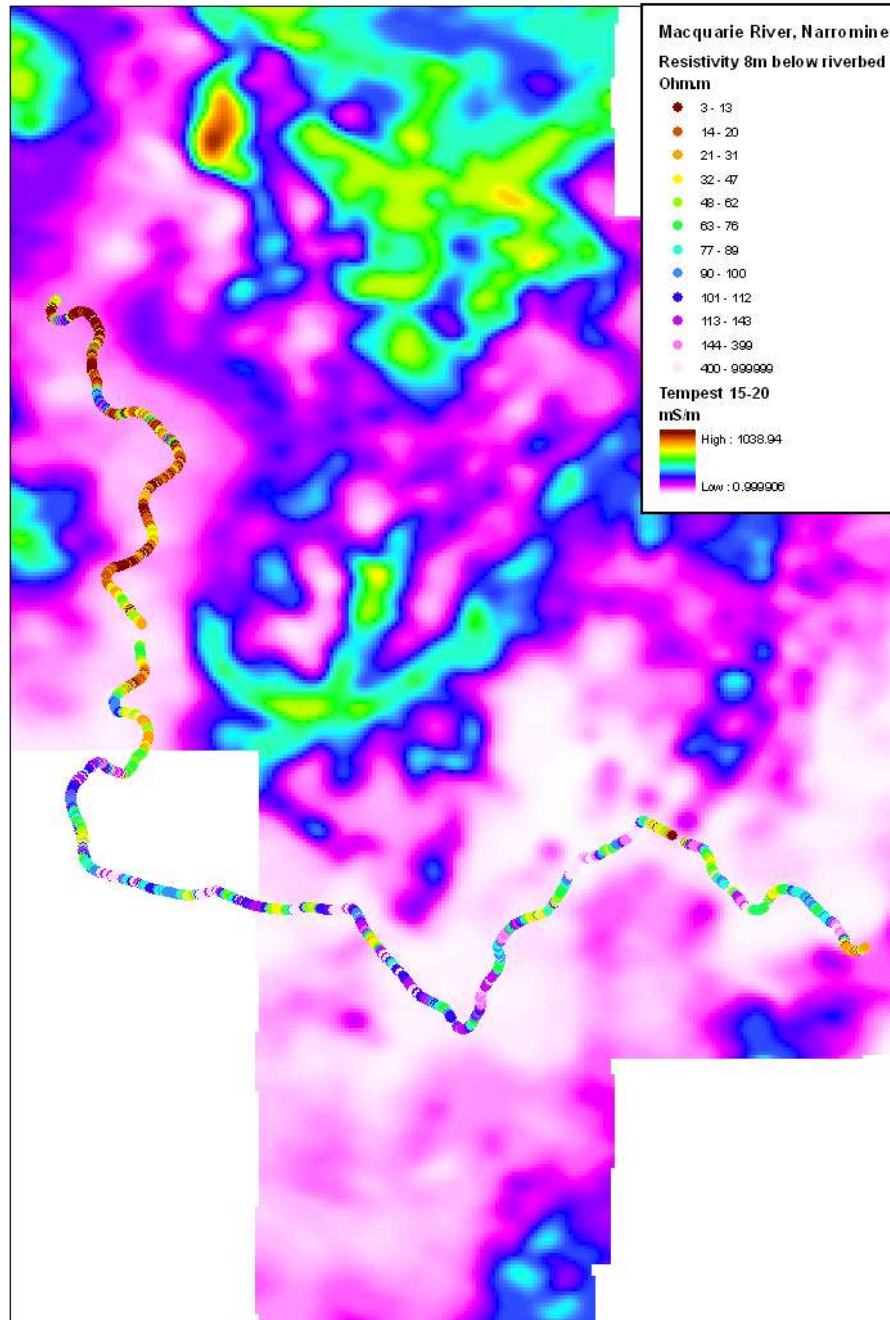 Macquarie River, Narromine
Resistivity 8m below riverbed
Ohm.m
3 - 13
14 - 20
21 - 31
32 - 47
48 - 62
63 - 76
77 - 89
90 - 100
101 - 112
113 - 143
144 - 399
400 - 999999
Tempest 15-20
mS/m
High : 1038.94
Low : 0.999906